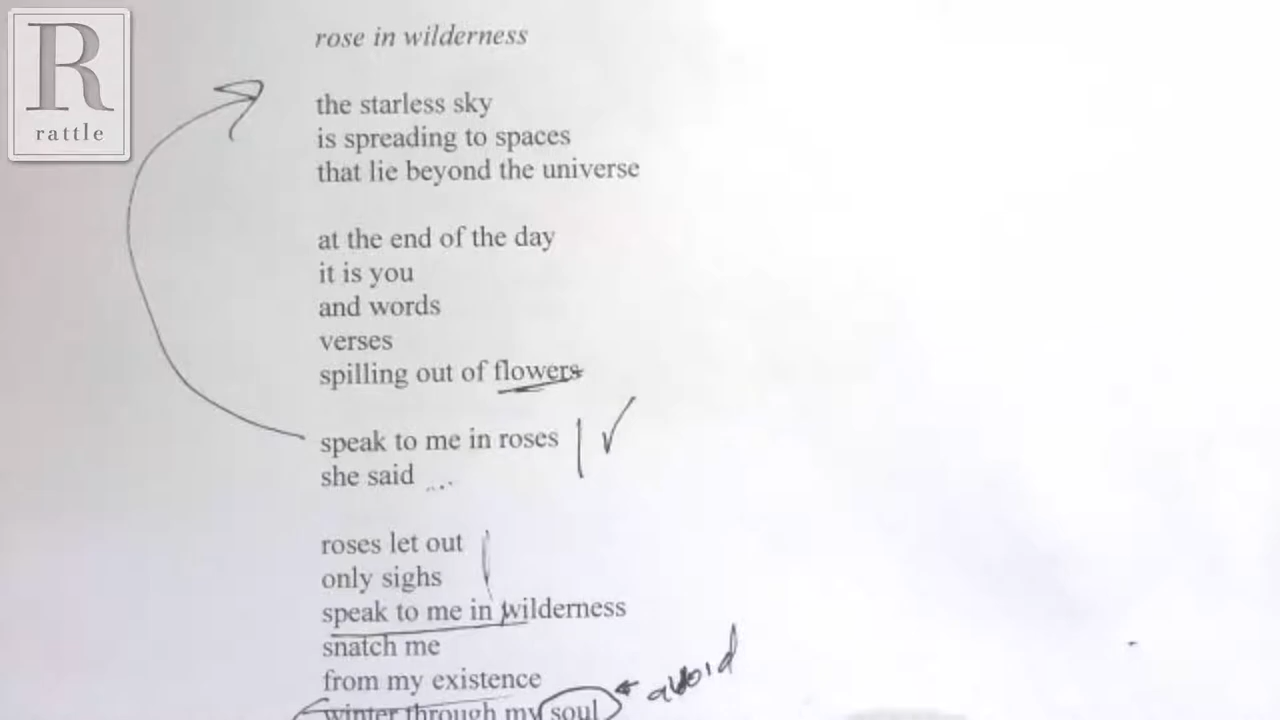 R
rattle
rose in wilderness
the starless sky
is spreading to spaces
that lie beyond the universe
at the end of the day
it is you
and words
verses
spilling out of flowers
speak to me in roses
she said ....
roses let out
only sighs
speak to me in wilderness
snatch me
from my existence
avoid
winter through my soul